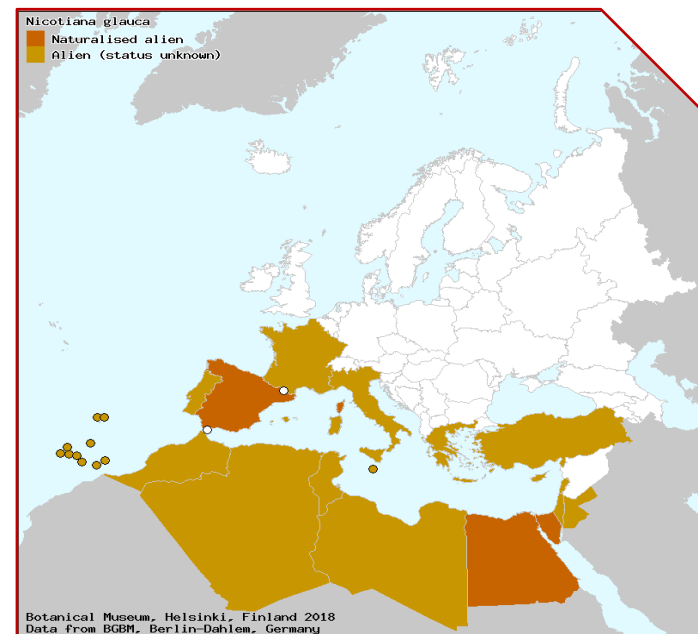 Nicotiana glauca
Naturalised alien
Alien (status unknown)
Botanical Museum, Helsinki, Finland 2018
Data from BGBM, Berlin-Dahlem, Germany